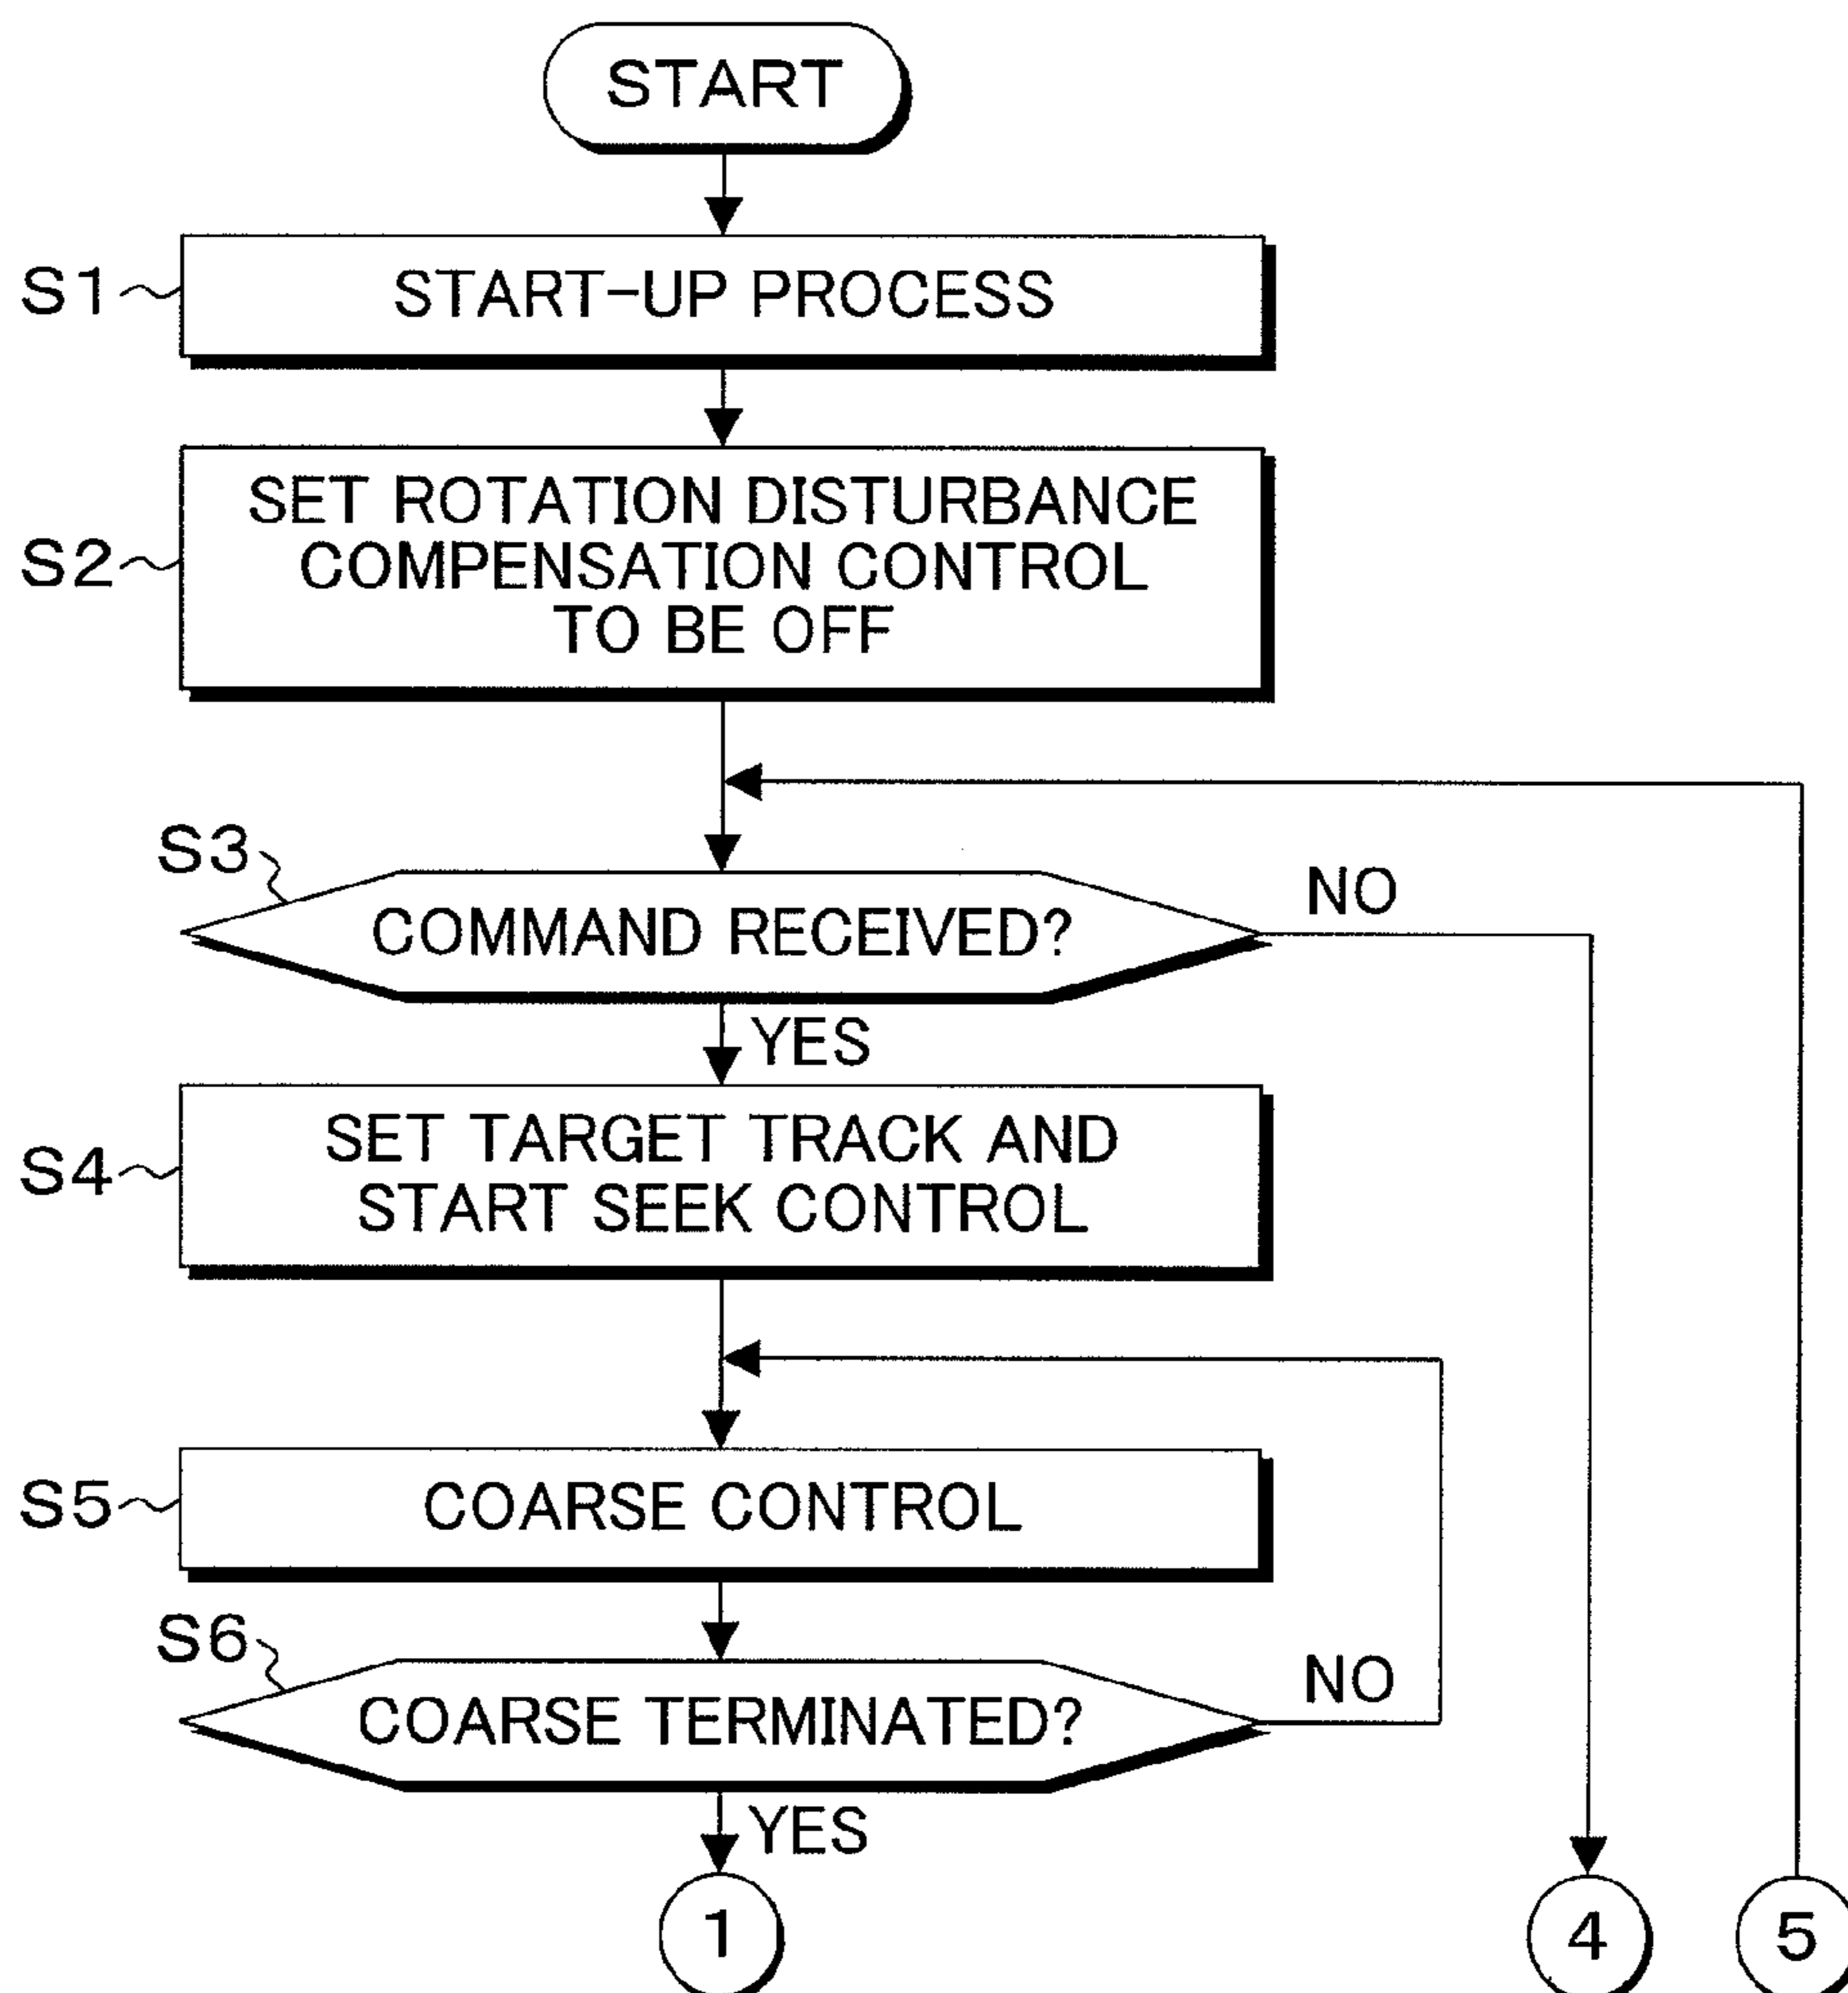 START
S1
START-UP PROCESS
S2
SET ROTATION DISTURBANCE
COMPENSATION CONTROL
TO BE OFF
S3
COMMAND RECEIVED?
NO
YES
S4
SET TARGET TRACK AND
START SEEK CONTROL
S5
COARSE CONTROL
S6
COARSE TERMINATED?
NO
YES
1
4
5